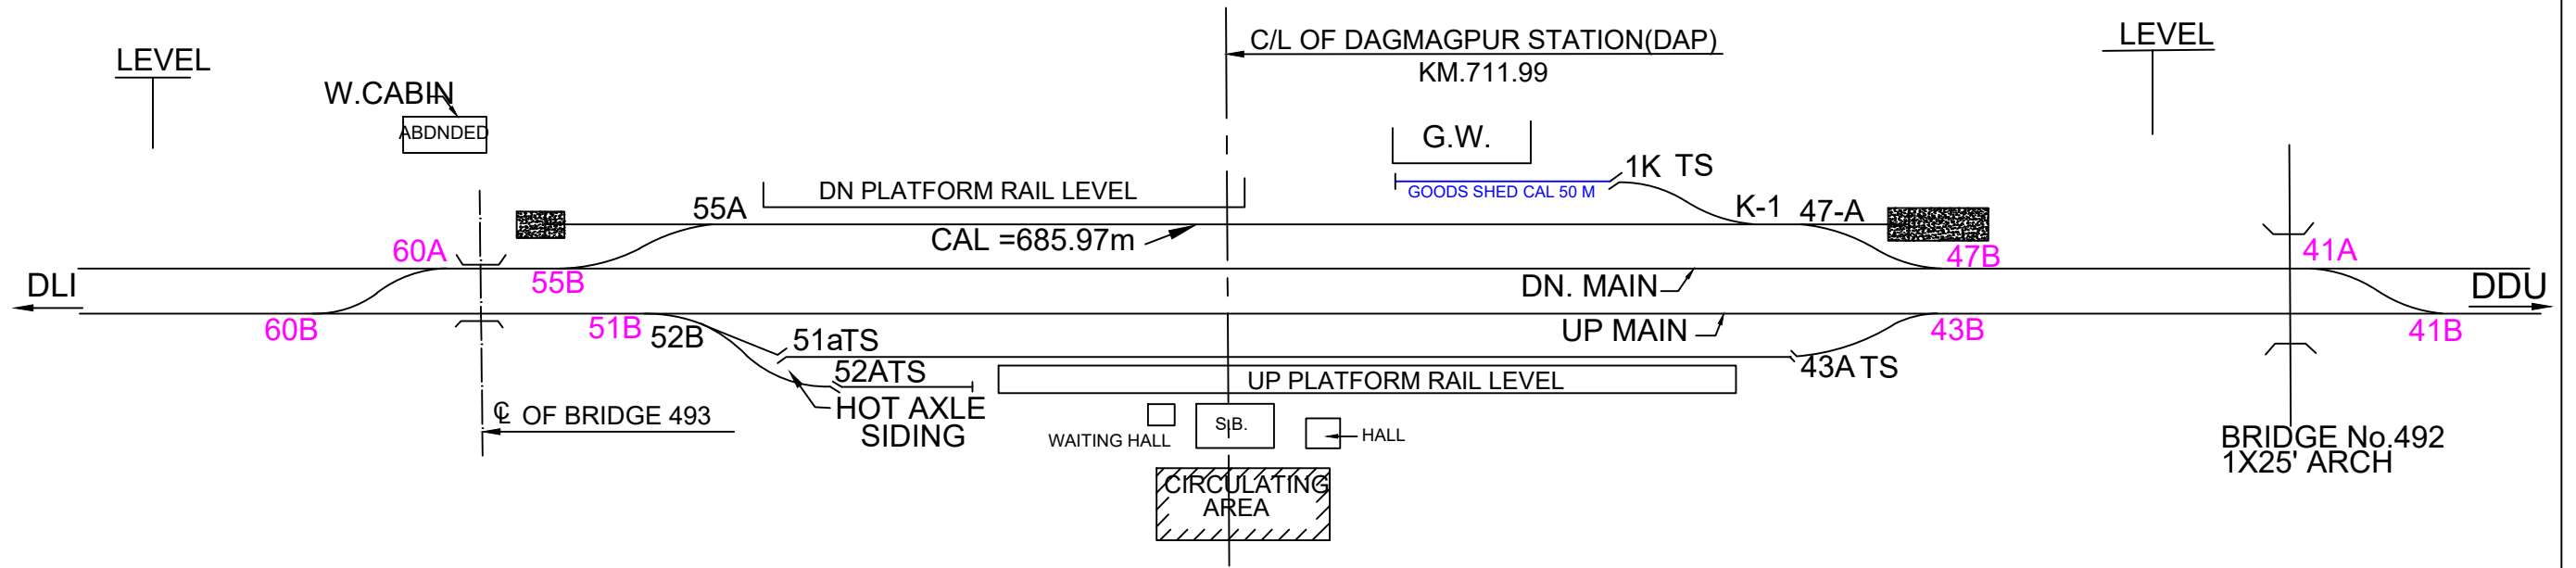 C/L OF DAGMAGPUR STATION(DAP)
KM.711.99
LEVEL
LEVEL
W.CABIN
ABDNDED
G.W.
1K TS
GOODS SHED CAL 50 M
DN PLATFORM RAIL LEVEL
55A
K-1
47-A
CAL =685.97m
60A
47B
41A
55B
DLI
DN. MAIN
DDU
60B
51B
52B
UP MAIN
43B
41B
51aTS
52ATS
43A TS
UP PLATFORM RAIL LEVEL
HOT AXLE
SIDING
℄ OF BRIDGE 493
WAITING HALL
S.B.
HALL
BRIDGE No.492
1X25' ARCH
CIRCULATING
AREA